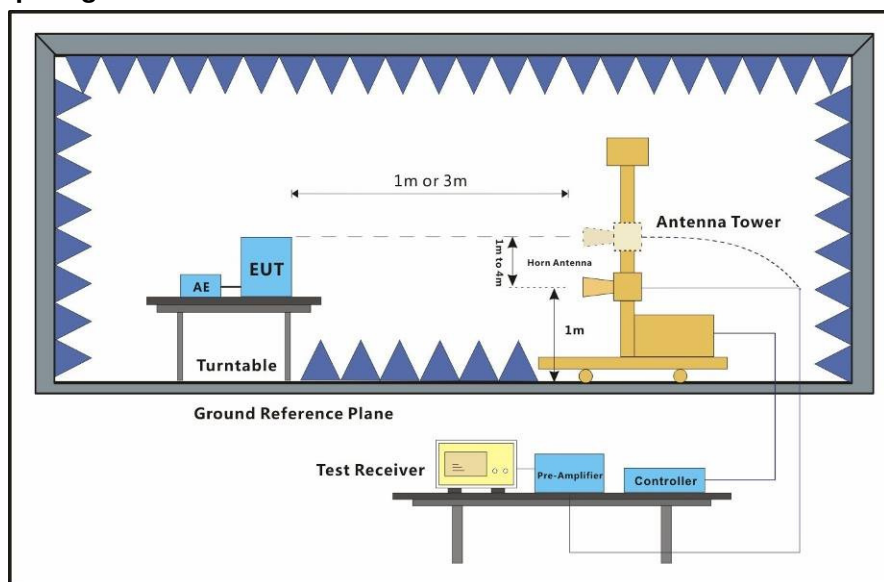 1m or 3m
Antenna Tower
1m to 4m
Horn Antenna
EUT
AE
1m
Turntable
Ground Reference Plane
Test Receiver
Pre-Amplifier
Controller